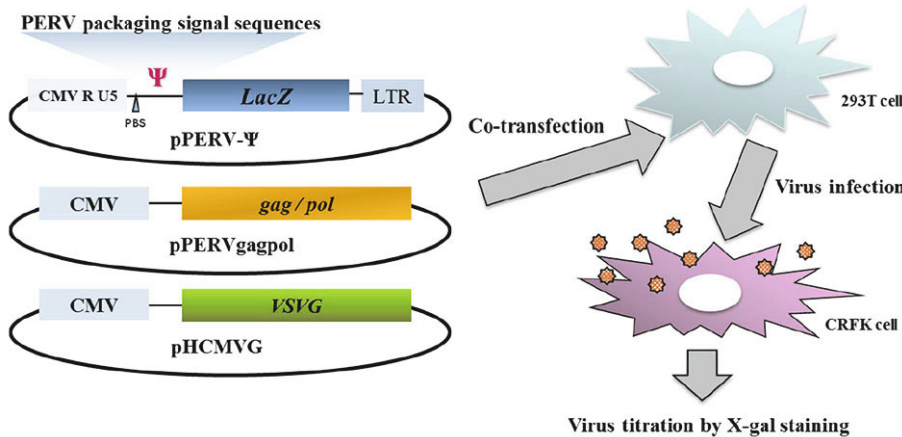 PERV packaging signal sequences
Ψ
CMV R U5
LacZ
LTR
PBS
pPERV-Ψ
CMV
gag / pol
pPERVgagpol
CMV
VSVG
pHCMVG
Co-transfection
293T cell
Virus infection
CRFK cell
Virus titration by X-gal staining